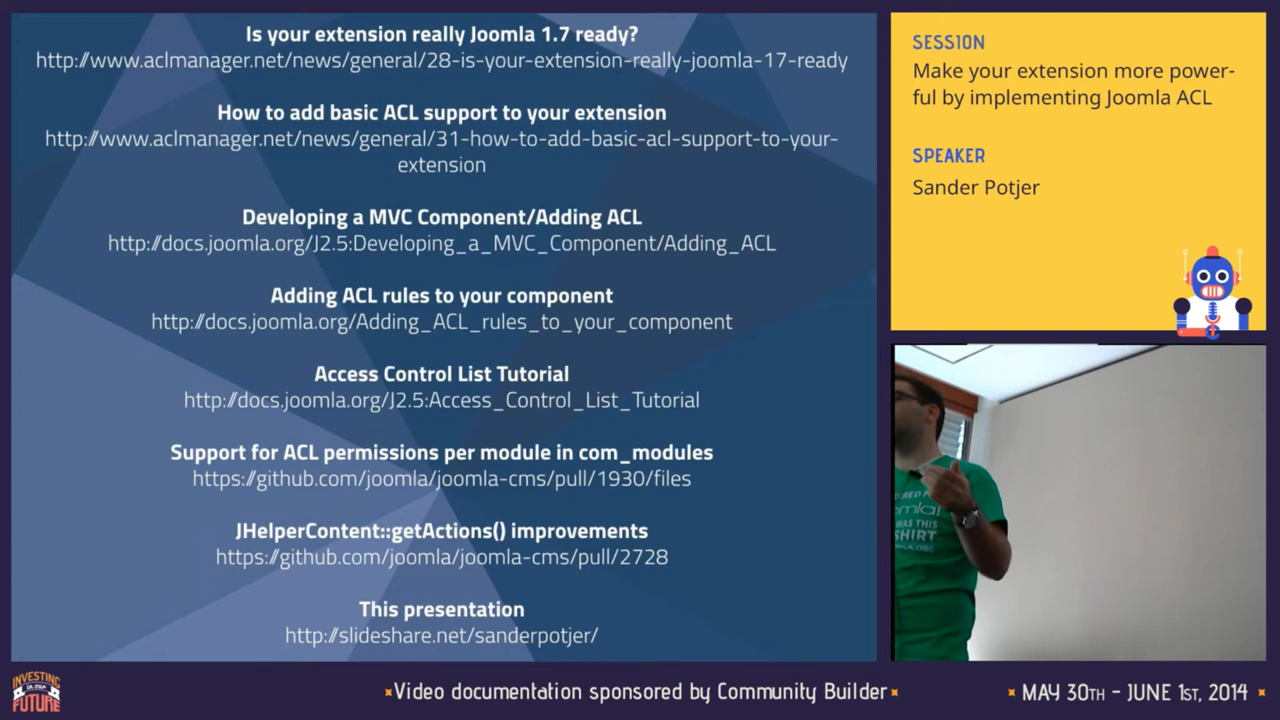 Is your extension really Joomla 1.7 ready?
http://www.aclmanager.net/news/general/28-is-your-extension-really-joomla-17-ready
How to add basic ACL support to your extension
http://www.aclmanager.net/news/general/31-how-to-add-basic-acl-support-to-your-
extension
Developing a MVC Component/Adding ACL
http://docs.joomla.org/J2.5:Developing_a_MVC_Component/Adding_ACL
Adding ACL rules to your component
http://docs.joomla.org/Adding_ACL_rules_to_your_component
Access Control List Tutorial
http://docs.joomla.org/J2.5:Access_Control_List_Tutorial
Support for ACL permissions per module in com_modules
https://github.com/joomla/joomla-cms/pull/1930/files
JHelperContent::getActions() improvements
https://github.com/joomla/joomla-cms/pull/2728
This presentation
http://slideshare.net/sanderpotjer/
SESSION
Make your extension more power-
ful by implementing Joomla ACL
SPEAKER
Sander Potjer
WAS THIS
SHIRT
INVESTING
IN OUR
FUTURE
Video documentation sponsored by Community Builder
MAY 30TH - JUNE 1ST, 2014